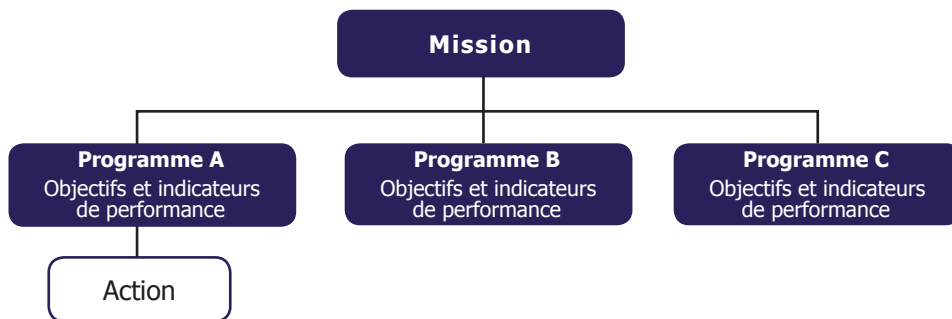 Mission
Programme A
Objectifs et indicateurs
de performance
Programme B
Objectifs et indicateurs
de performance
Programme C
Objectifs et indicateurs
de performance
Action